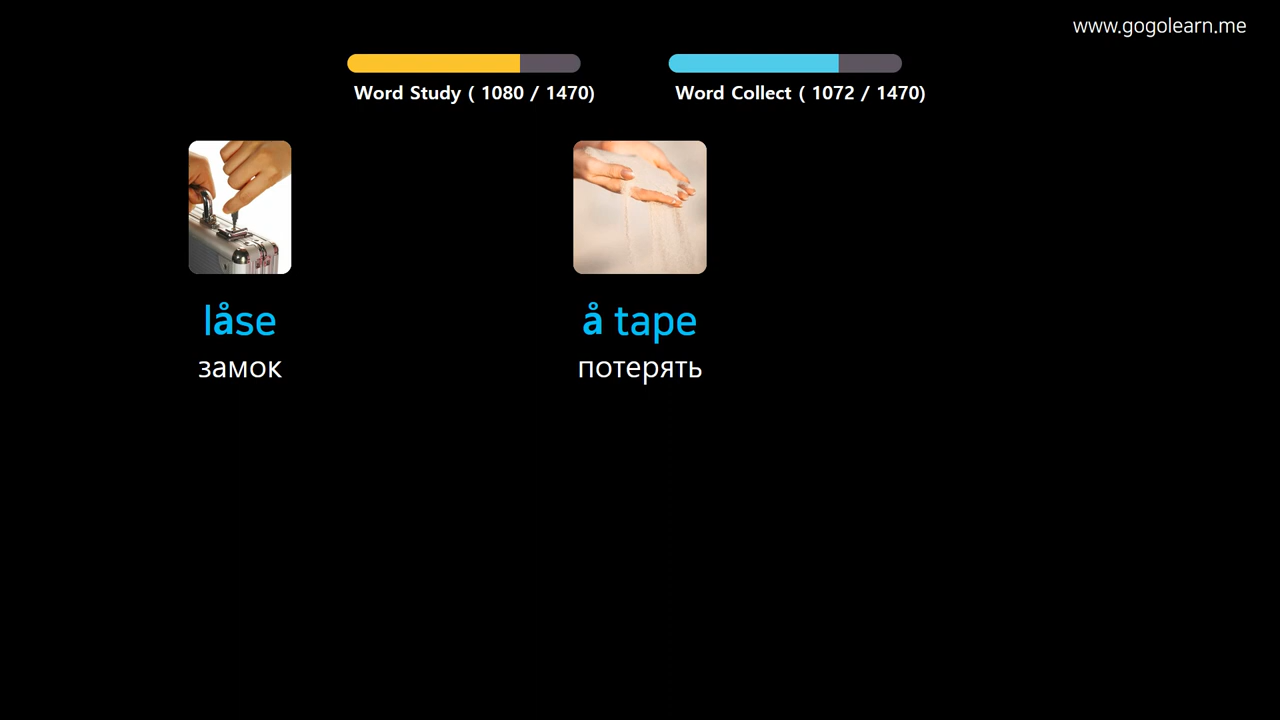 www.gogolearn.me
Word Study ( 1080 / 1470)
Word Collect ( 1072 / 1470)
låse
замок
å tape
потерять